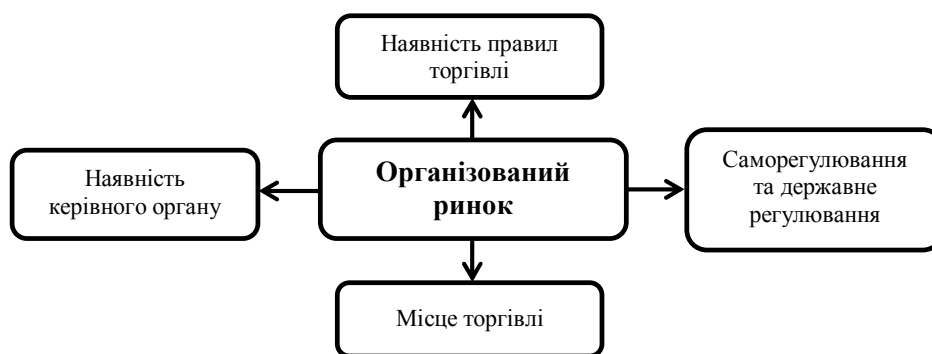 Наявність правил
торгівлі
Наявність
керівного органу
Організований
ринок
Саморегулювання
та державне
регулювання
Місце торгівлі